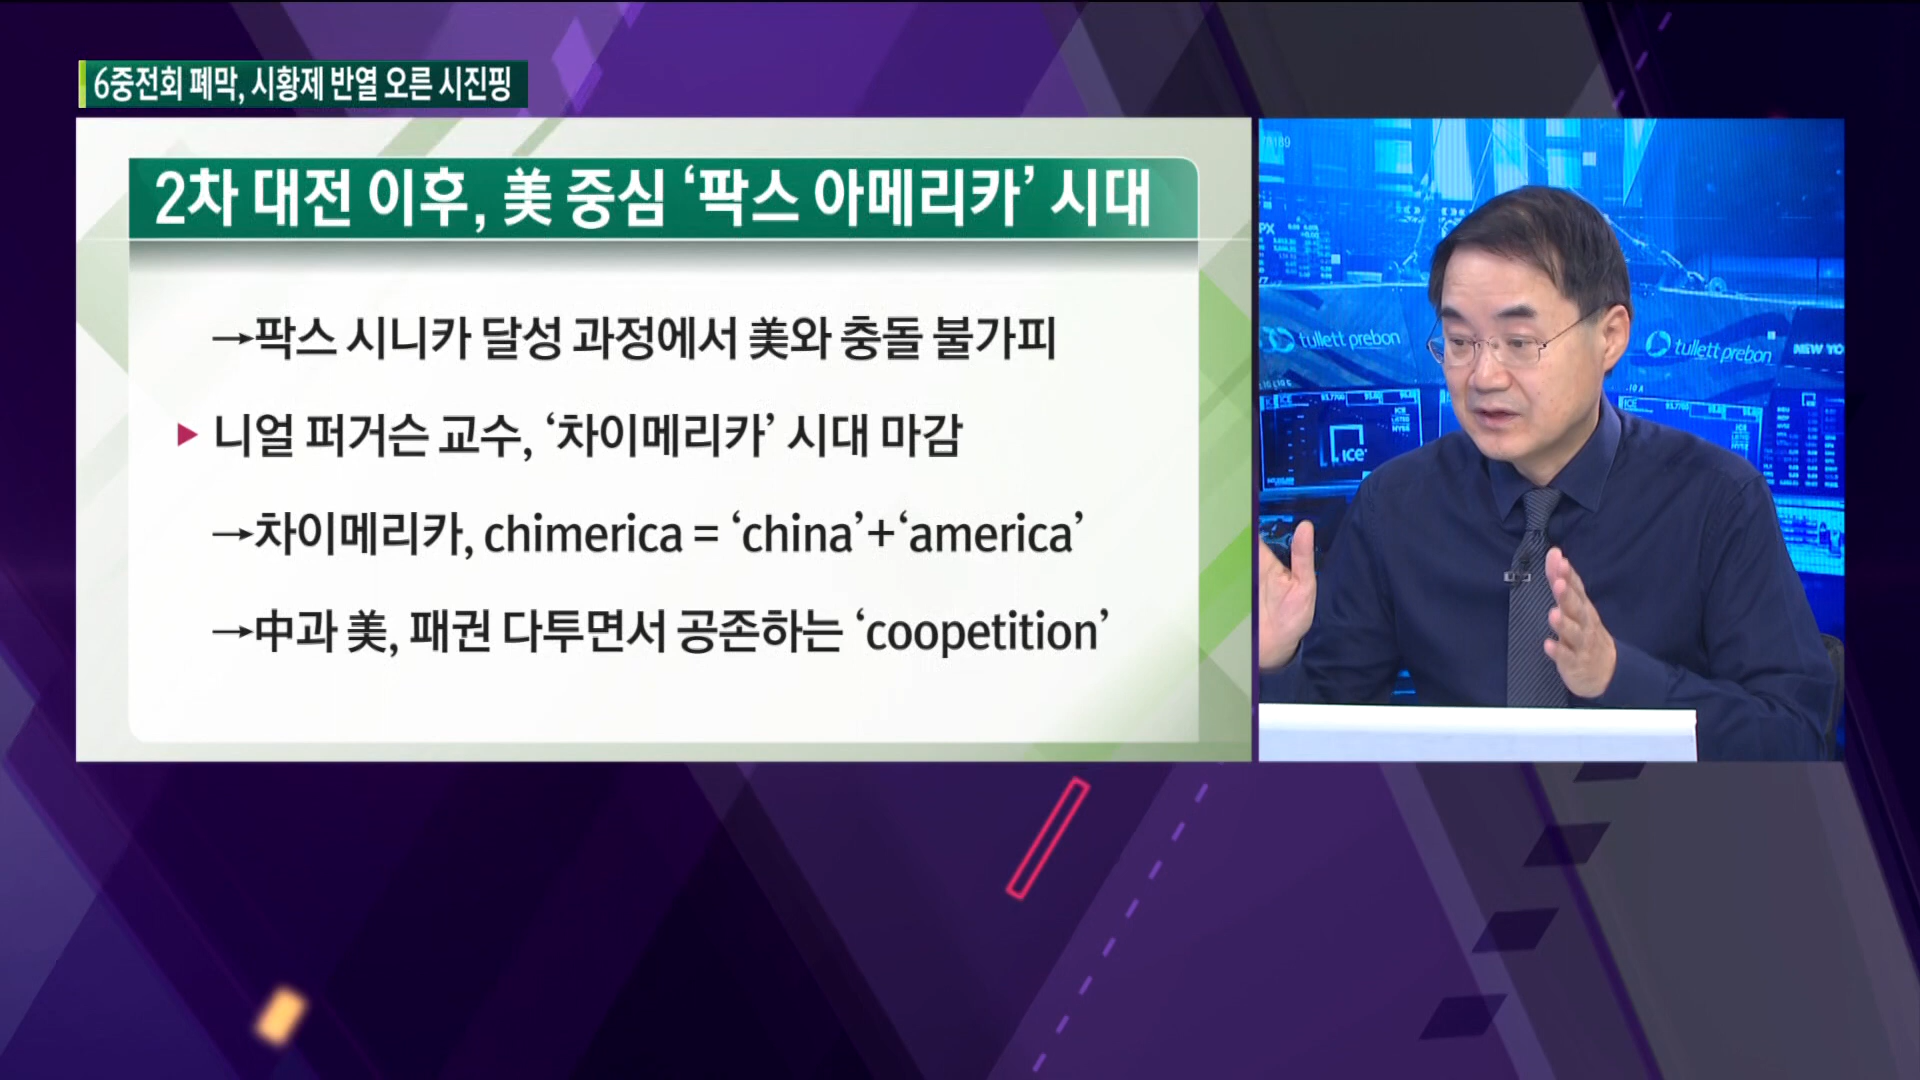 6중전회 폐막, 시황제 반열 오른 시진핑
2차 대전 이후, 美 중심 ‘팍스 아메리카’ 시대
→팍스 시니카 달성 과정에서 美와 충돌 불가피
▶ 니얼 퍼거슨 교수, ‘차이메리카’ 시대 마감
→차이메리카, chimerica = ‘china’+‘america’
→中과 美, 패권 다투면서 공존하는 ‘coopetition’
tullett prebon
tullett prebon
NEW YO
ICE